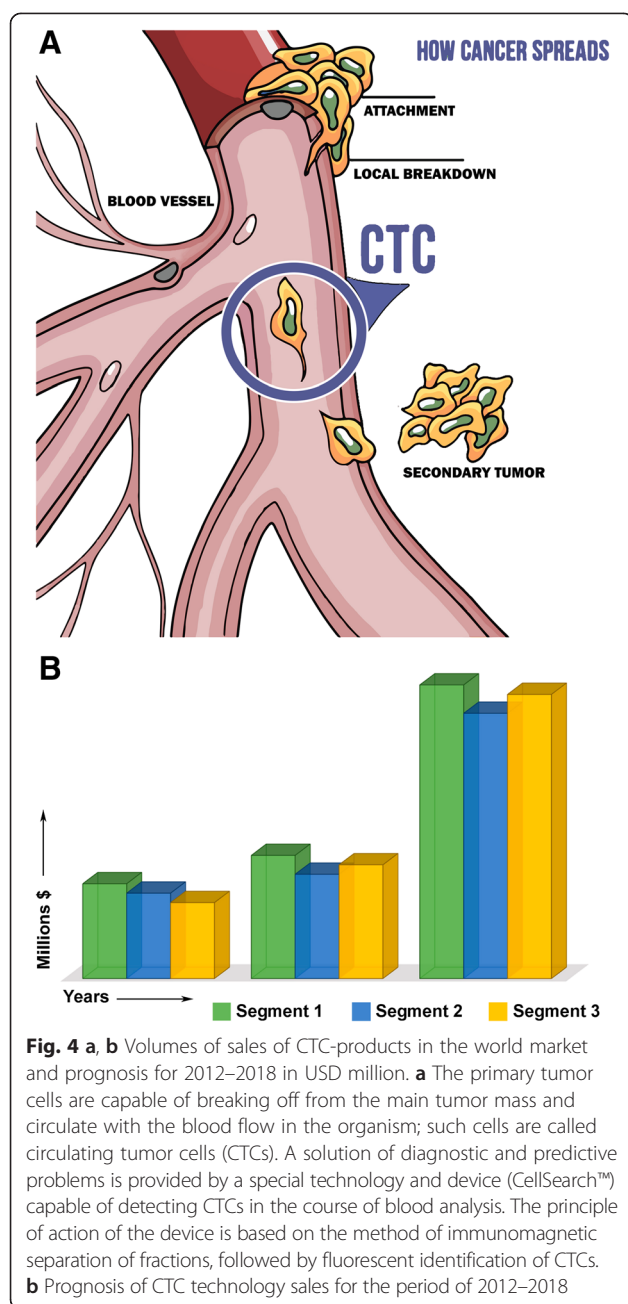 A
HOW CANCER SPREADS
ATTACHMENT
LOCAL BREAKDOWN
BLOOD VESSEL
CTC
SECONDARY TUMOR
B
Millions $
Years
Segment 1 Segment 2 Segment 3
Fig. 4 a, b Volumes of sales of CTC-products in the world market
and prognosis for 2012–2018 in USD million. a The primary tumor
cells are capable of breaking off from the main tumor mass and
circulate with the blood flow in the organism; such cells are called
circulating tumor cells (CTCs). A solution of diagnostic and predictive
problems is provided by a special technology and device (CellSearch™)
capable of detecting CTCs in the course of blood analysis. The principle
of action of the device is based on the method of immunomagnetic
separation of fractions, followed by fluorescent identification of CTCs.
b Prognosis of CTC technology sales for the period of 2012–2018